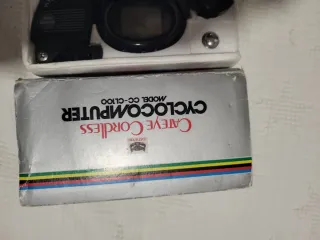 CATEYE CORDLESS
CYCLOCOMPUTER
MODEL CC-CL100